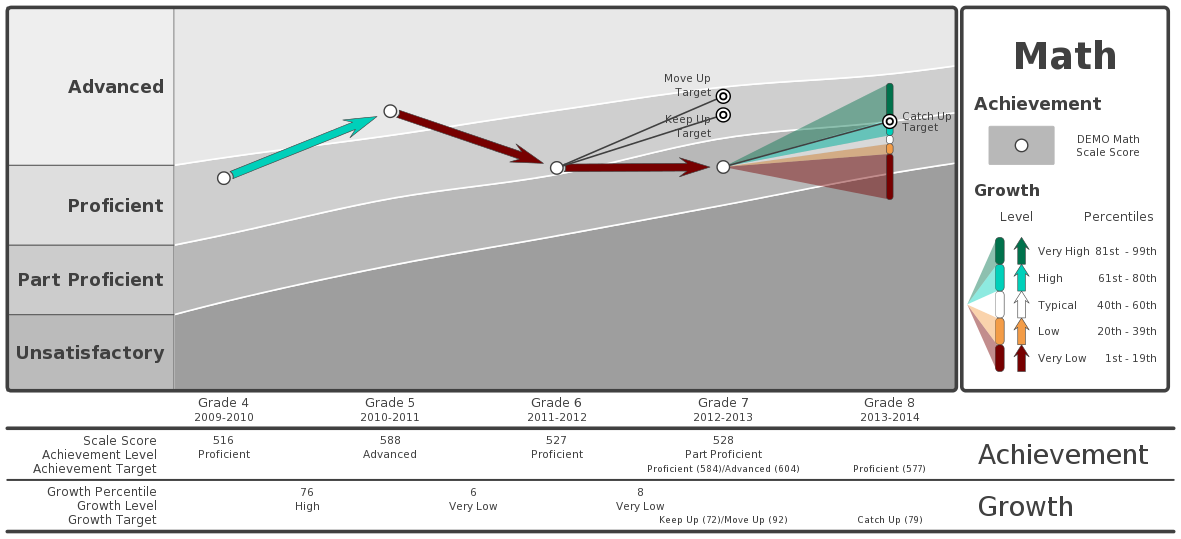 Advanced
Proficient
Part Proficient
Unsatisfactory
Move Up
Target
Keep Up
Target
Catch Up
Target
Math
Achievement
DEMO Math
Scale Score
Growth
Level Percentiles
Very High 81st - 99th
High 61st - 80th
Typical 40th - 60th
Low 20th - 39th
Very Low 1st - 19th
Grade 4 Grade 5 Grade 6 Grade 7 Grade 8
2009-2010 2010-2011 2011-2012 2012-2013 2013-2014
Scale Score 516 588 527 528
Achievement Level Proficient Advanced Proficient Part Proficient
Achievement Target Proficient (584)/Advanced (604) Proficient (577)
Achievement
Growth Percentile 76 6 8
Growth Level High Very Low Very Low
Growth Target Keep Up (72)/Move Up (92) Catch Up (79)
Growth